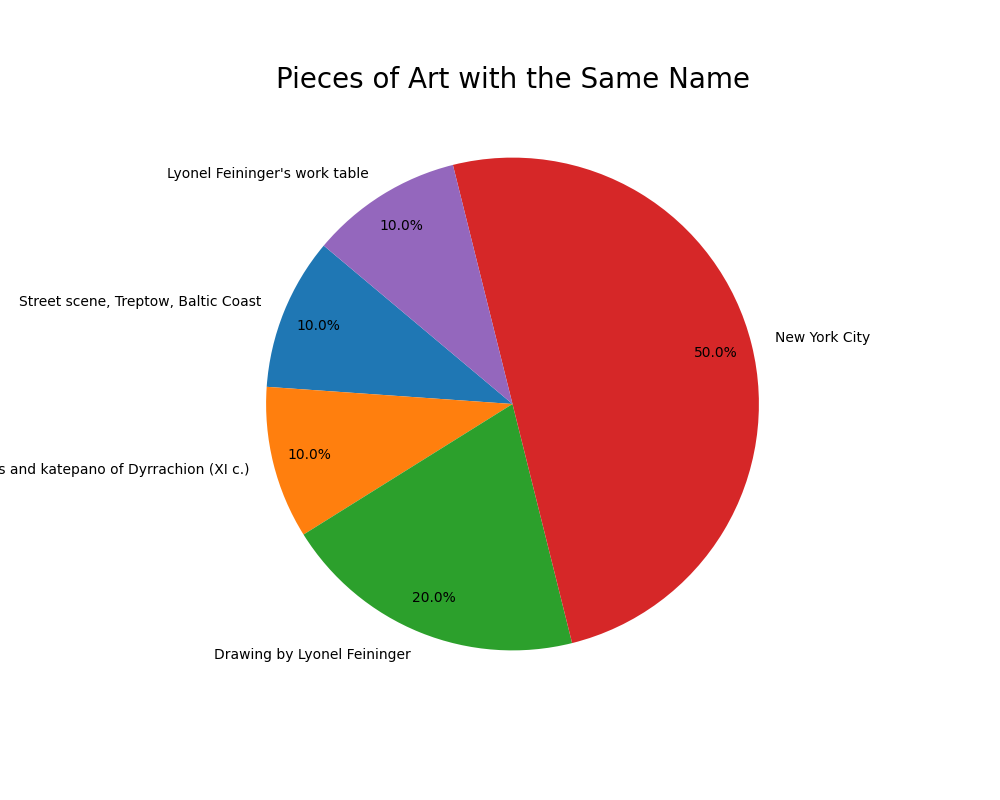 Pieces of Art with the Same Name
Lyonel Feininger's work table
10.0%
Street scene, Treptow, Baltic Coast
10.0%
New York City
50.0%
and katepano of Dyrrachion (XI c.)
10.0%
20.0%
Drawing by Lyonel Feininger